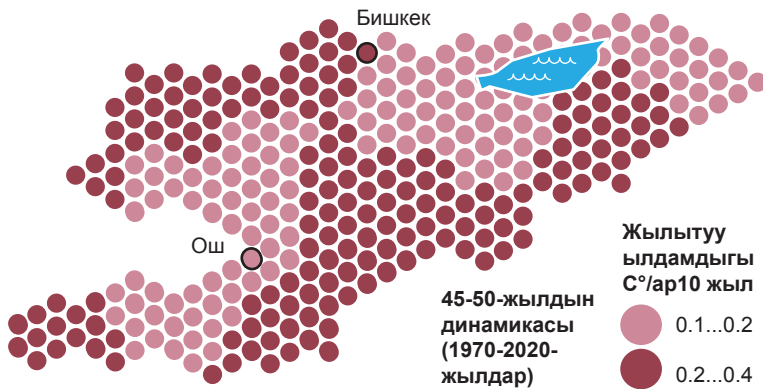 Бишкек
Ош
45-50-жылдын
динамикасы
(1970-2020-
жылдар)
Жылытуу
ылдамдыгы
С°/ар10 жыл
0.1...0.2
0.2...0.4